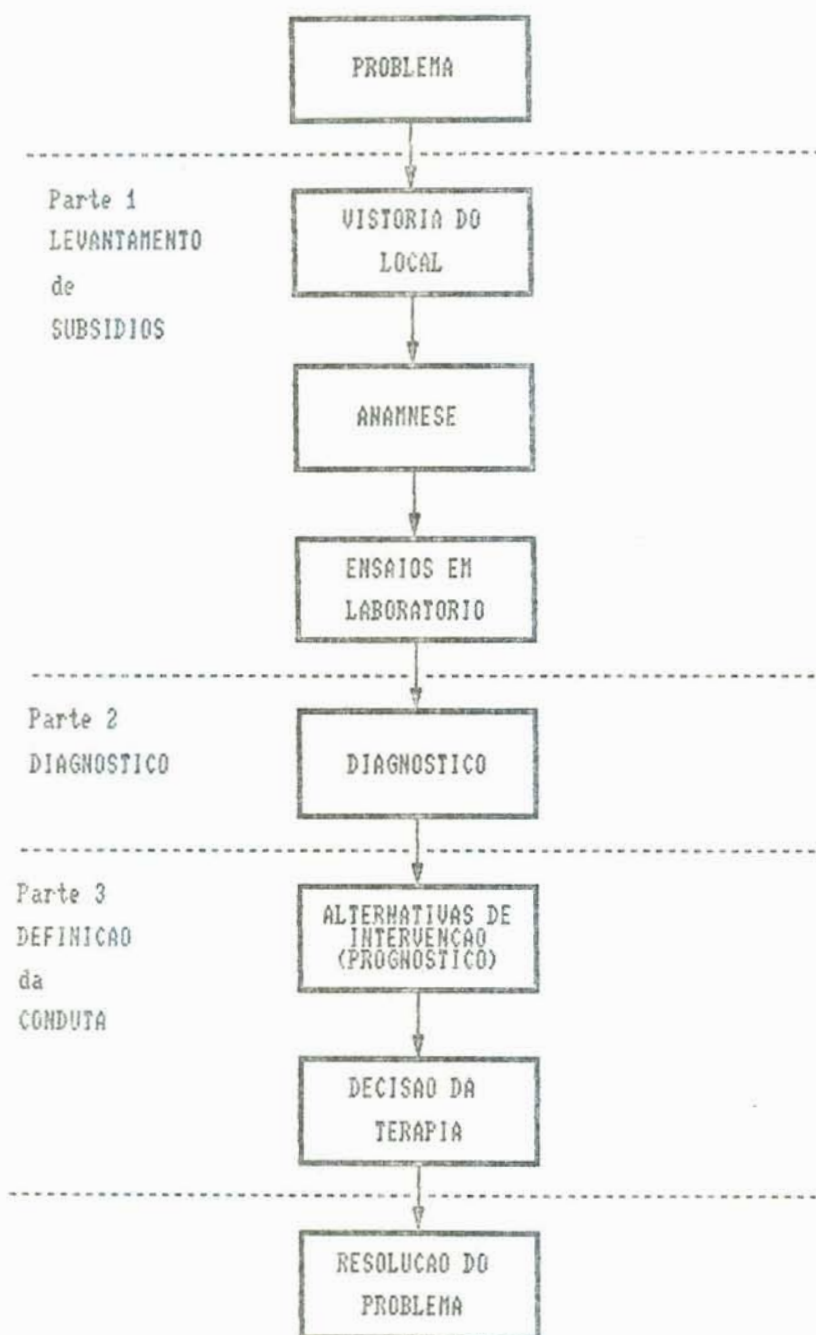 PROBLEMA
Parte 1
LEVANTAMENTO
de
SUBSIDIOS
VISTORIA DO
LOCAL
ANAMNESE
ENSAIOS EM
LABORATORIO
Parte 2
DIAGNOSTICO
DIAGNOSTICO
Parte 3
DEFINICAO
da
CONDUTA
ALTERNATIVAS DE
INTERVENCAO
(PROGNOSTICO)
DECISAO DA
TERAPIA
RESOLUCAO DO
PROBLEMA